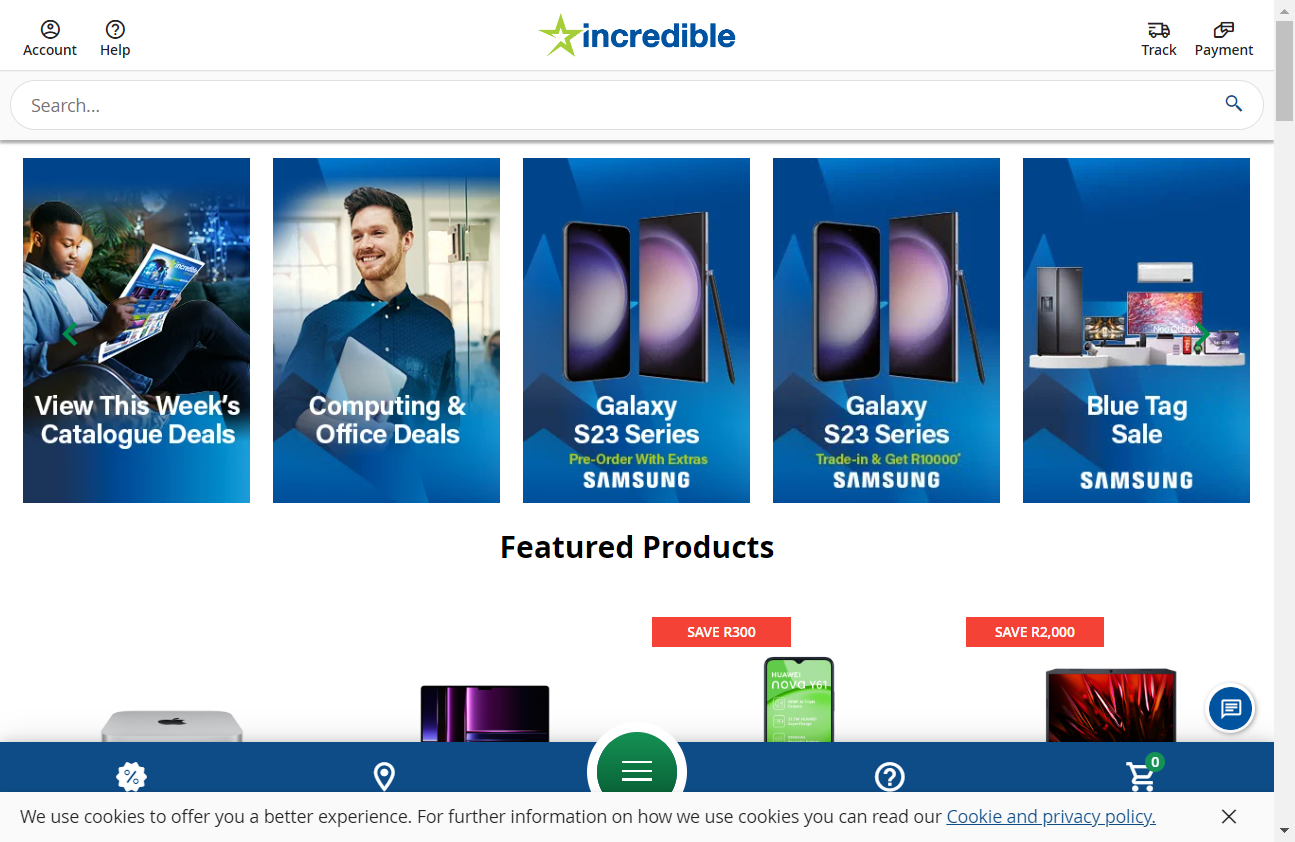 Account
Help
incredible
Track
Payment
Search...
View This Week's
Catalogue Deals
Computing &
Office Deals
Galaxy
S23 Series
Pre-Order With Extras
SAMSUNG
Galaxy
S23 Series
Trade-in & Get R10000*
SAMSUNG
Blue Tag
Sale
SAMSUNG
Featured Products
SAVE R300
SAVE R2,000
HUAWEI
nova Y61
0
We use cookies to offer you a better experience. For further information on how we use cookies you can read our Cookie and privacy policy.